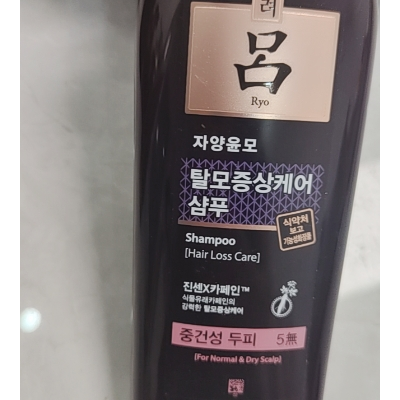 려
呂
Ryo
자양윤모
탈모증상케어
샴푸
식약처
보고
기능성화장품
Shampoo
[Hair Loss Care]
진센X카페인™
식물유래카페인의
강력한 탈모증상케어
중건성 두피 5無
[For Normal & Dry Scalp]